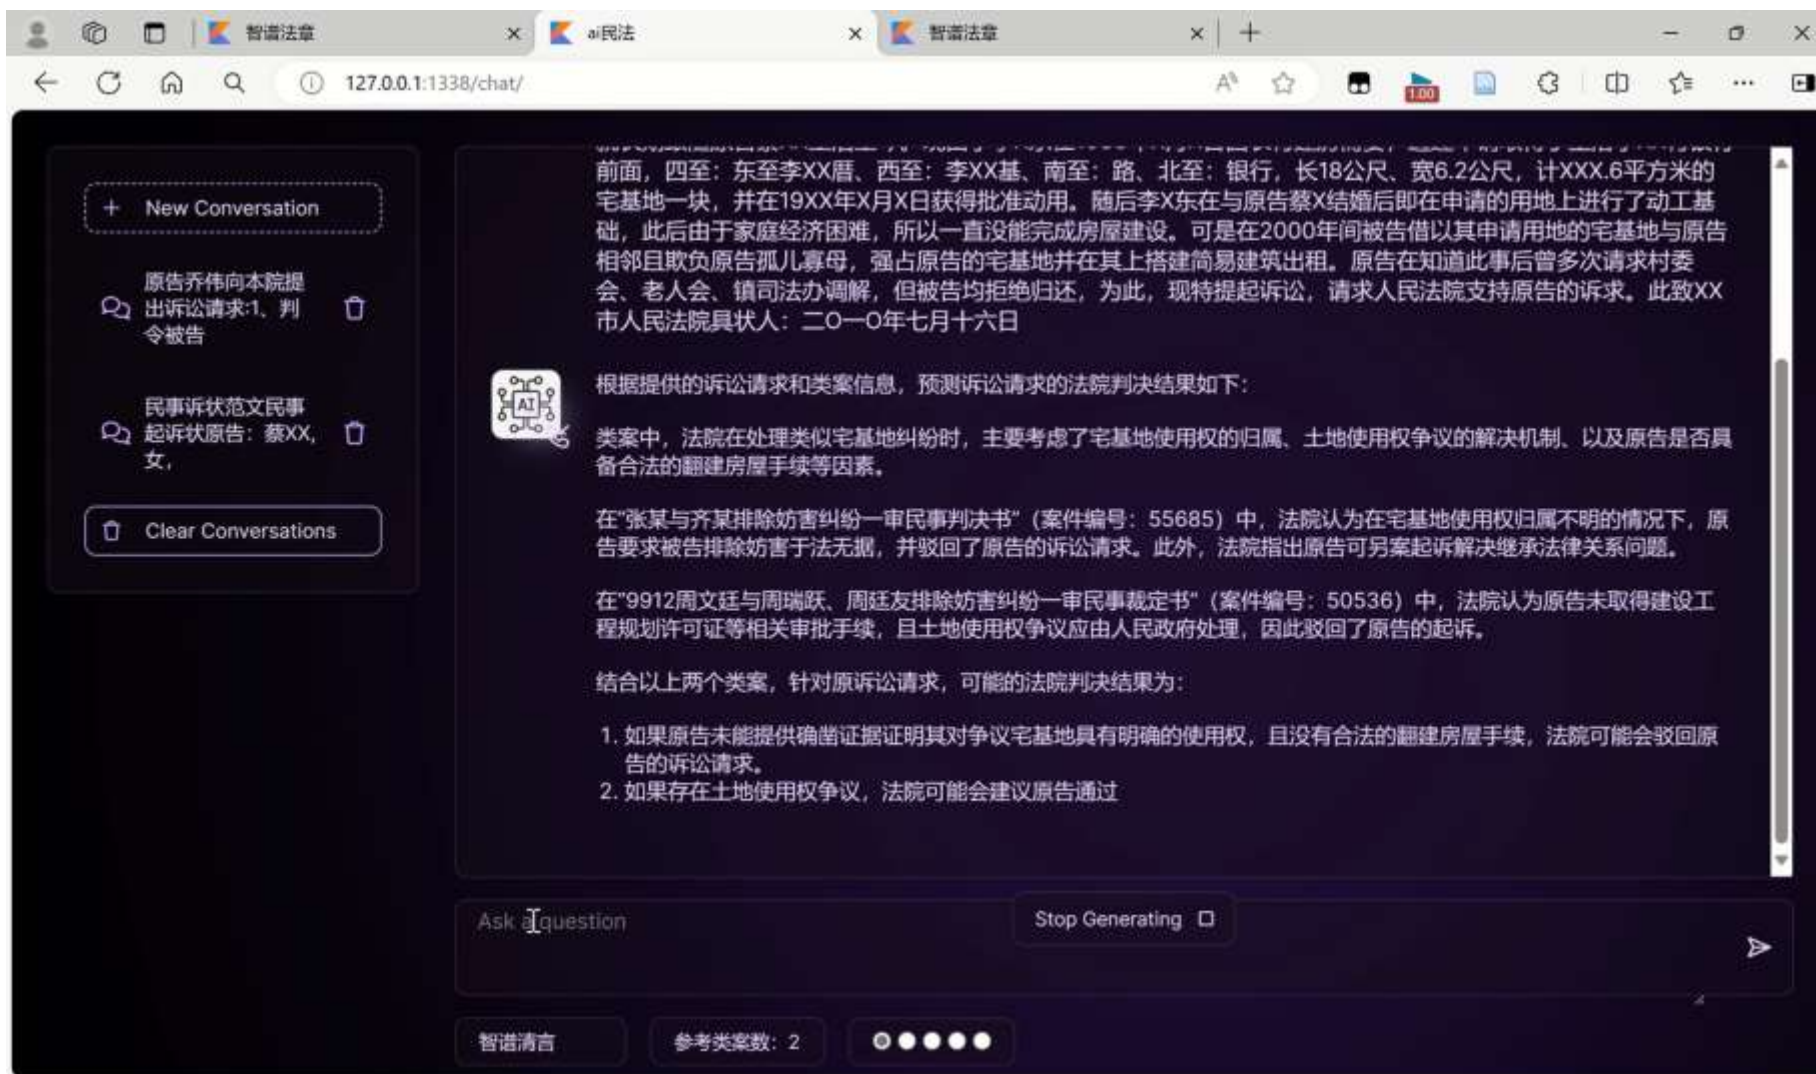 智谱法章
ai民法
智谱法章
127.0.0.1:1338/chat/
1.00
New Conversation
原告乔伟向本院提
出诉讼请求:1、判
令被告
民事诉状范文民事
起诉状原告：蔡XX,
女,
Clear Conversations
前面，四至：东至李XX厝、西至：李XX基、南至：路、北至：银行，长18公尺、宽6.2公尺，计XXX.6平方米的
宅基地一块，并在19XX年X月X日获得批准动用。随后李X东在与原告蔡X结婚后即在申请的用地上进行了动工基
础，此后由于家庭经济困难，所以一直没能完成房屋建设。可是在2000年间被告借以其申请用地的宅基地与原告
相邻且欺负原告孤儿寡母，强占原告的宅基地并在其上搭建简易建筑出租。原告在知道此事后曾多次请求村委
会、老人会、镇司法办调解，但被告均拒绝归还，为此，现特提起诉讼，请求人民法院支持原告的诉求。此致XX
市人民法院具状人：二O一O年七月十六日
AI
根据提供的诉讼请求和类案信息，预测诉讼请求的法院判决结果如下：
类案中，法院在处理类似宅基地纠纷时，主要考虑了宅基地使用权的归属、土地使用权争议的解决机制、以及原告是否具
备合法的翻建房屋手续等因素。
在"张某与齐某排除妨害纠纷一审民事判决书"（案件编号：55685）中，法院认为在宅基地使用权归属不明的情况下，原
告要求被告排除妨害于法无据，并驳回了原告的诉讼请求。此外，法院指出原告可另案起诉解决继承法律关系问题。
在"9912周文廷与周瑞跃、周廷友排除妨害纠纷一审民事裁定书"（案件编号：50536）中，法院认为原告未取得建设工
程规划许可证等相关审批手续，且土地使用权争议应由人民政府处理，因此驳回了原告的起诉。
结合以上两个类案，针对原诉讼请求，可能的法院判决结果为：
1. 如果原告未能提供确凿证据证明其对争议宅基地具有明确的使用权，且没有合法的翻建房屋手续，法院可能会驳回原
告的诉讼请求。
2. 如果存在土地使用权争议，法院可能会建议原告通过
Ask a question
Stop Generating
智谱清言
参考类案数：2